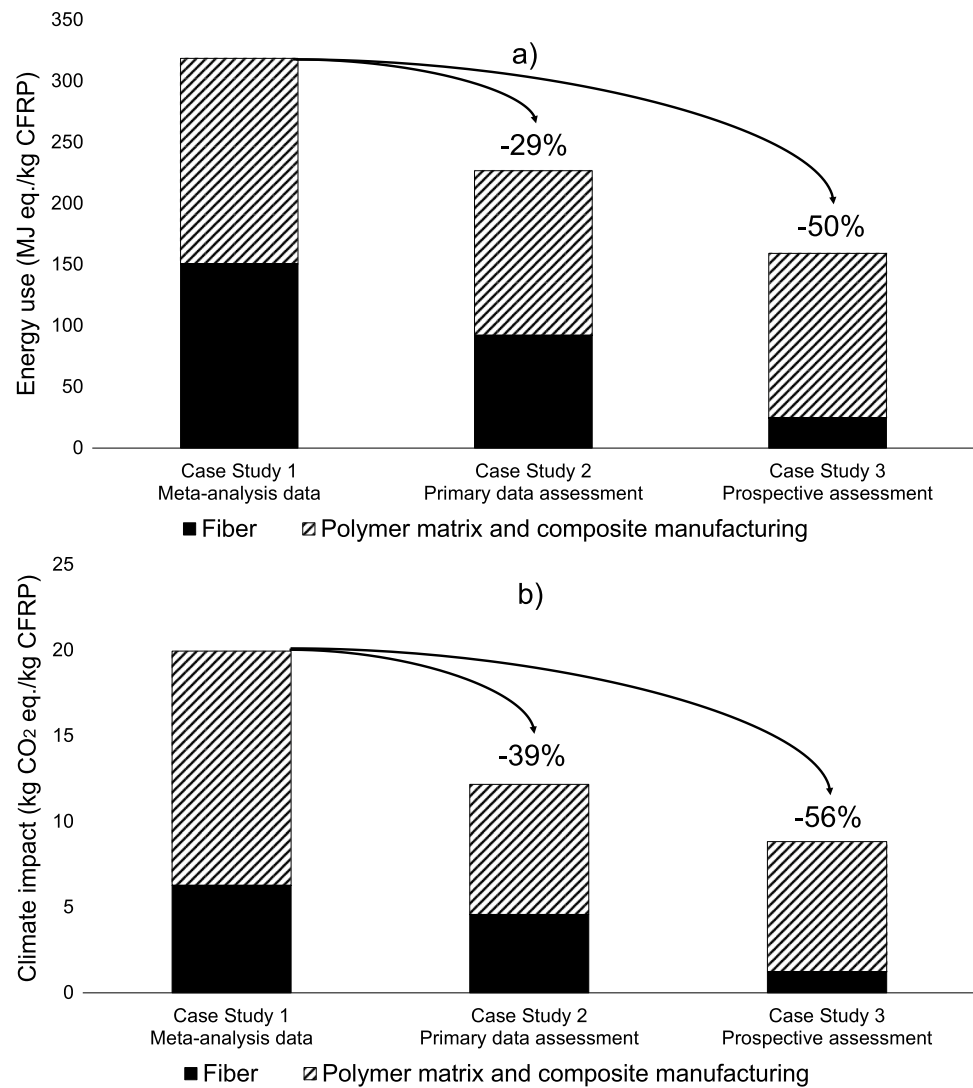 a)
Energy use (MJ eq./kg CFRP)
350
300
250
200
150
100
50
0
-29%
-50%
Case Study 1
Meta-analysis data
Case Study 2
Primary data assessment
Case Study 3
Prospective assessment
Fiber
Polymer matrix and composite manufacturing
b)
Climate impact (kg CO₂ eq./kg CFRP)
25
20
15
10
5
0
-39%
-56%
Case Study 1
Meta-analysis data
Case Study 2
Primary data assessment
Case Study 3
Prospective assessment
Fiber
Polymer matrix and composite manufacturing